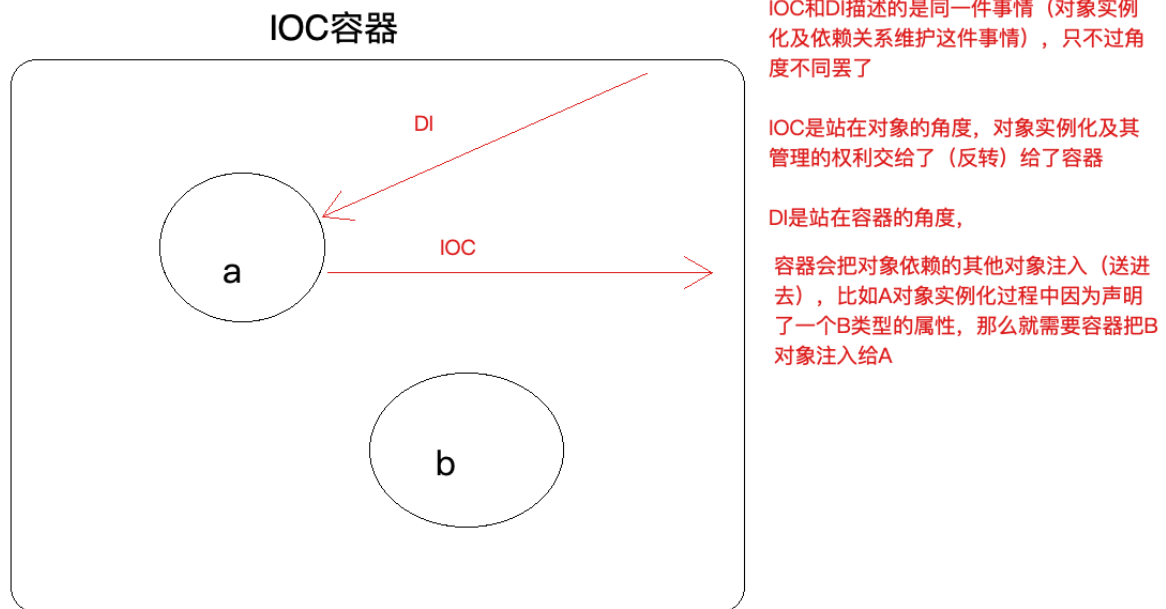 IOC容器
DI
IOC
a
b
IOC和DI描述的是同一件事情（对象实例
化及依赖关系维护这件事情），只不过角
度不同罢了
IOC是站在对象的角度，对象实例化及其
管理的权利交给了（反转）给了容器
DI是站在容器的角度，
容器会把对象依赖的其他对象注入（送进
去），比如A对象实例化过程中因为声明
了一个B类型的属性，那么就需要容器把B
对象注入给A